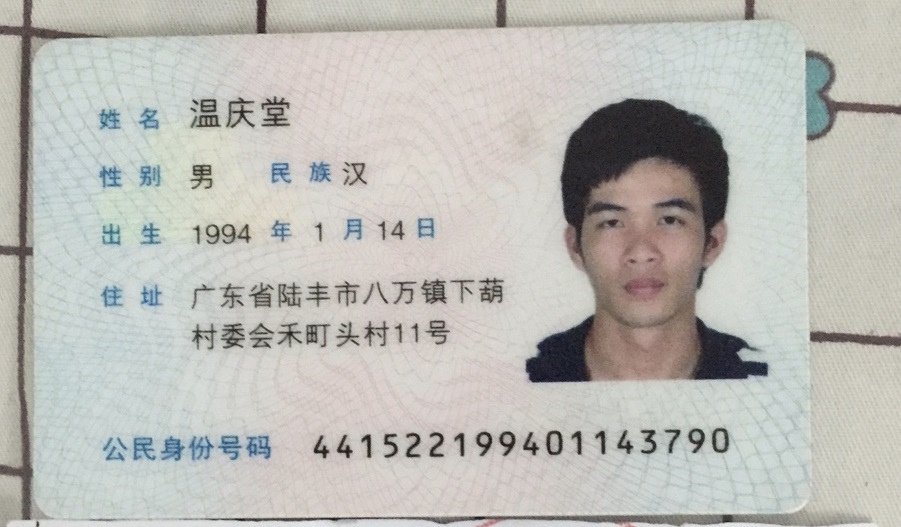 姓名 温庆堂
性别 男 民族 汉
出生 1994 年 1 月 14 日
住址 广东省陆丰市八万镇下葫
村委会禾町头村11号
公民身份号码 441522199401143790